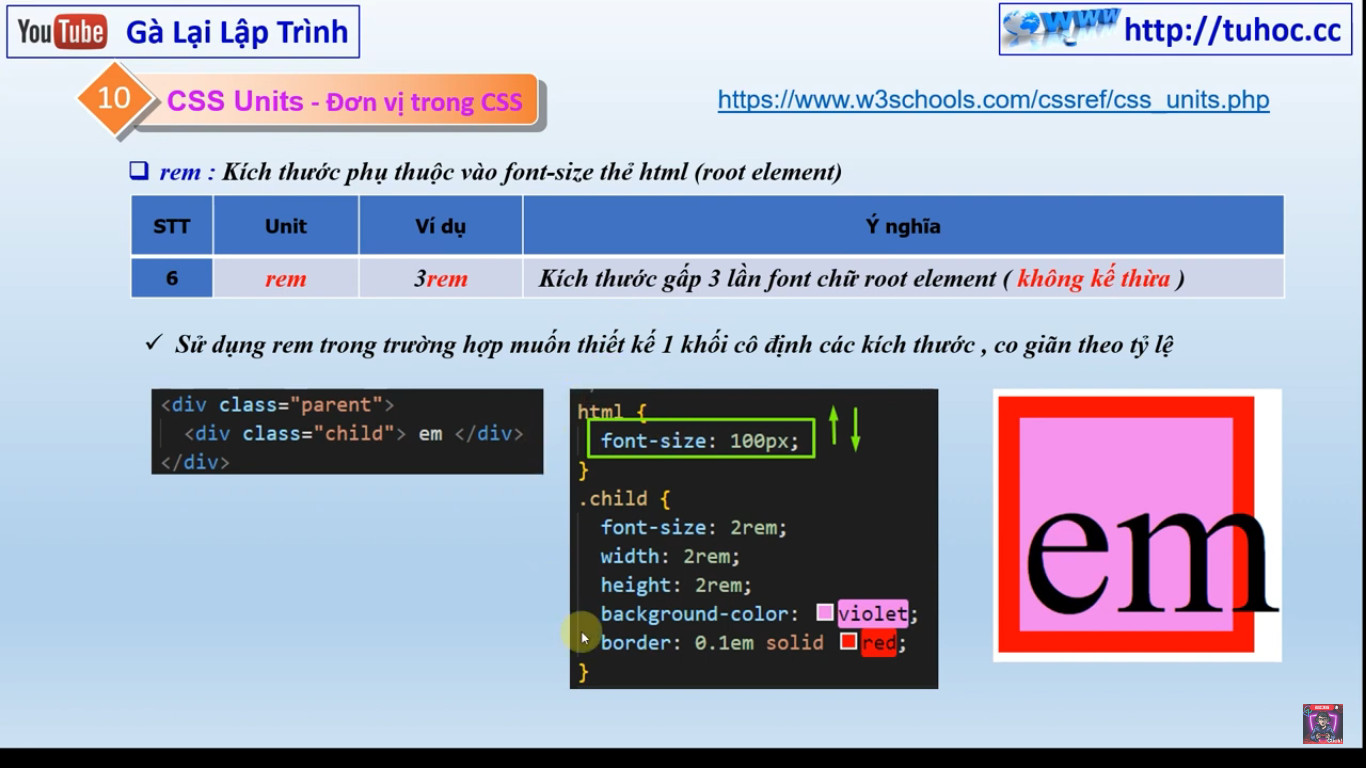 YouTube Gà Lại Lập Trình
www http://tuhoc.cc
10 CSS Units - Đơn vị trong CSS
https://www.w3schools.com/cssref/css_units.php
rem : Kích thước phụ thuộc vào font-size thẻ html (root element)
STT Unit Ví dụ Ý nghĩa
6 rem 3rem Kích thước gấp 3 lần font chữ root element ( không kế thừa )
✓ Sử dụng rem trong trường hợp muốn thiết kế 1 khối cô định các kích thước , co giãn theo tỷ lệ
<div class="parent">
<div class="child"> em </div>
</div>
html {
font-size: 100px;
}
.child {
font-size: 2rem;
width: 2rem;
height: 2rem;
background-color: violet;
border: 0.1em solid red;
}
em